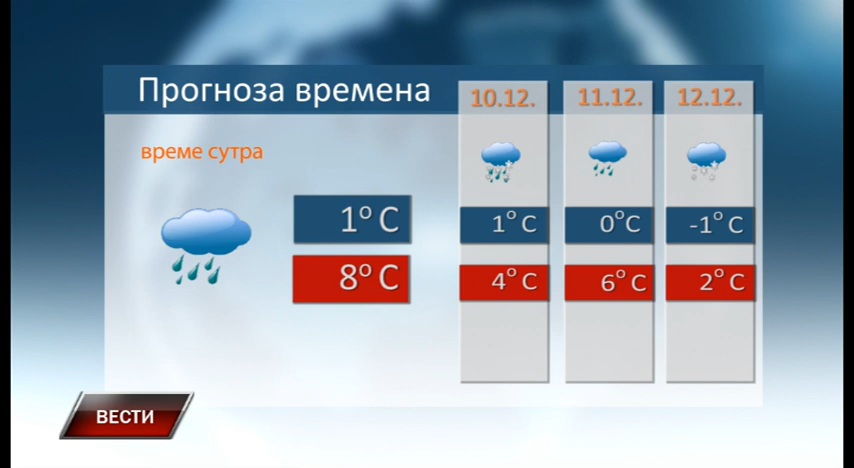 Прогноза времена
време сутра
1° C
8° C
10.12.
1° C
4° C
11.12.
0°C
6° C
12.12.
-1° C
2° C
ВЕСТИ